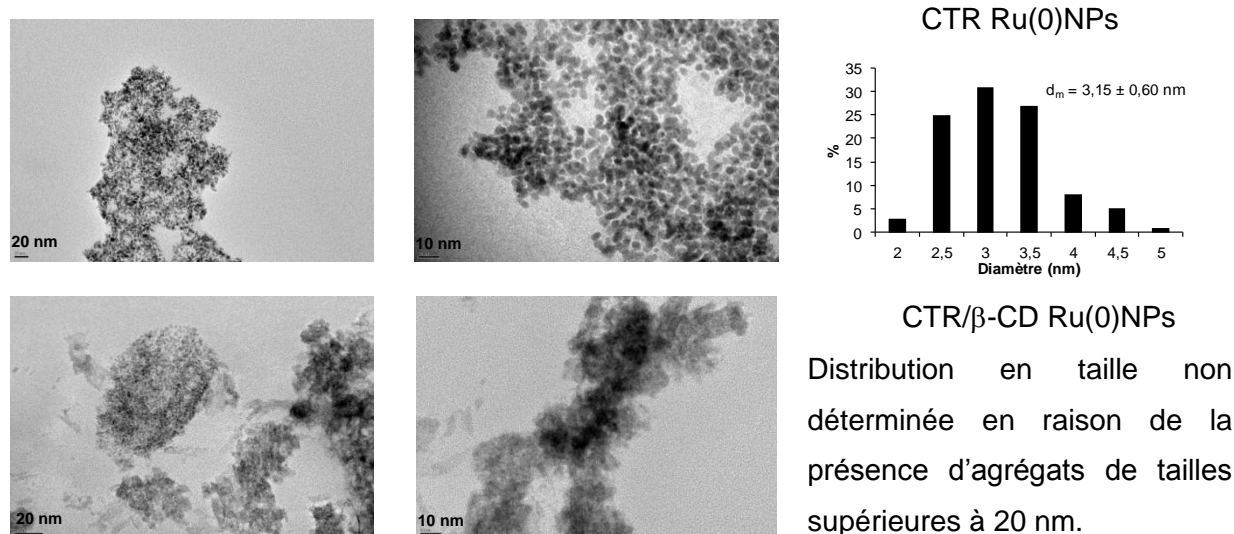 CTR Ru(0)NPs
20 nm
10 nm
35
30
25
20
15
10
5
0
%
dₘ = 3,15 ± 0,60 nm
2 2,5 3 3,5 4 4,5 5
Diamètre (nm)
20 nm
10 nm
CTR/β-CD Ru(0)NPs
Distribution en taille non
déterminée en raison de la
présence d’agrégats de tailles
supérieures à 20 nm.